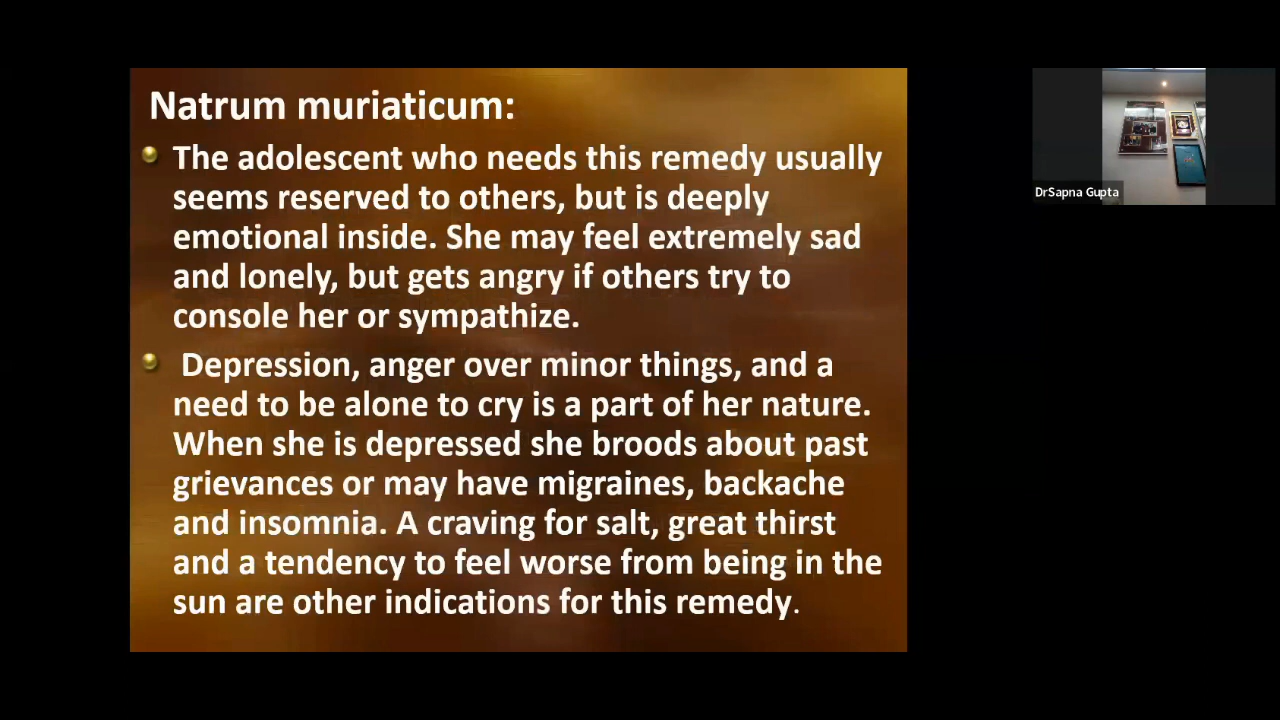 Natrum muriaticum:
The adolescent who needs this remedy usually
seems reserved to others, but is deeply
emotional inside. She may feel extremely sad
and lonely, but gets angry if others try to
console her or sympathize.
Depression, anger over minor things, and a
need to be alone to cry is a part of her nature.
When she is depressed she broods about past
grievances or may have migraines, backache
and insomnia. A craving for salt, great thirst
and a tendency to feel worse from being in the
sun are other indications for this remedy.
DrSapna Gupta